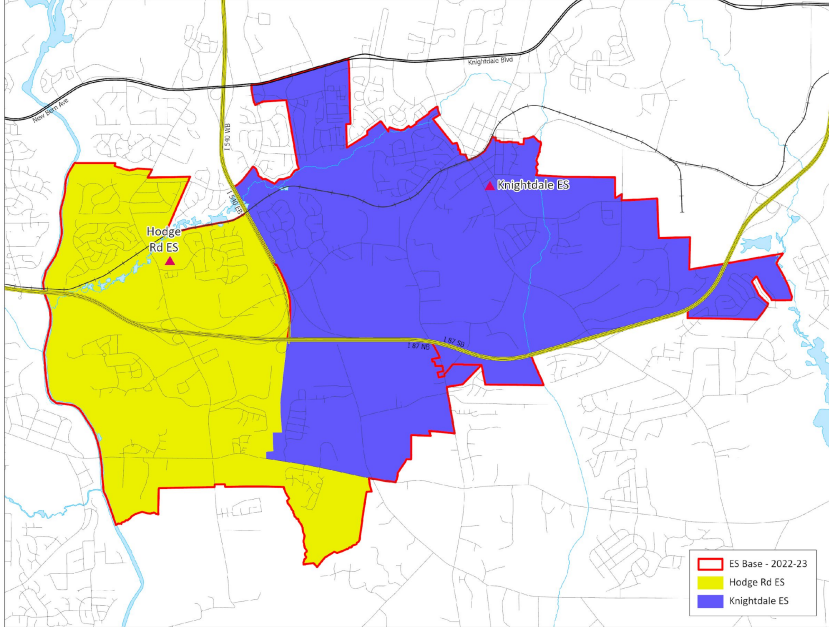 Knightdale Blvd
New Bern Ave
I 540 WB
I 540 EB
Knightdale ES
Hodge
Rd ES
I 87 NB
I 87 SB
ES Base - 2022-23
Hodge Rd ES
Knightdale ES